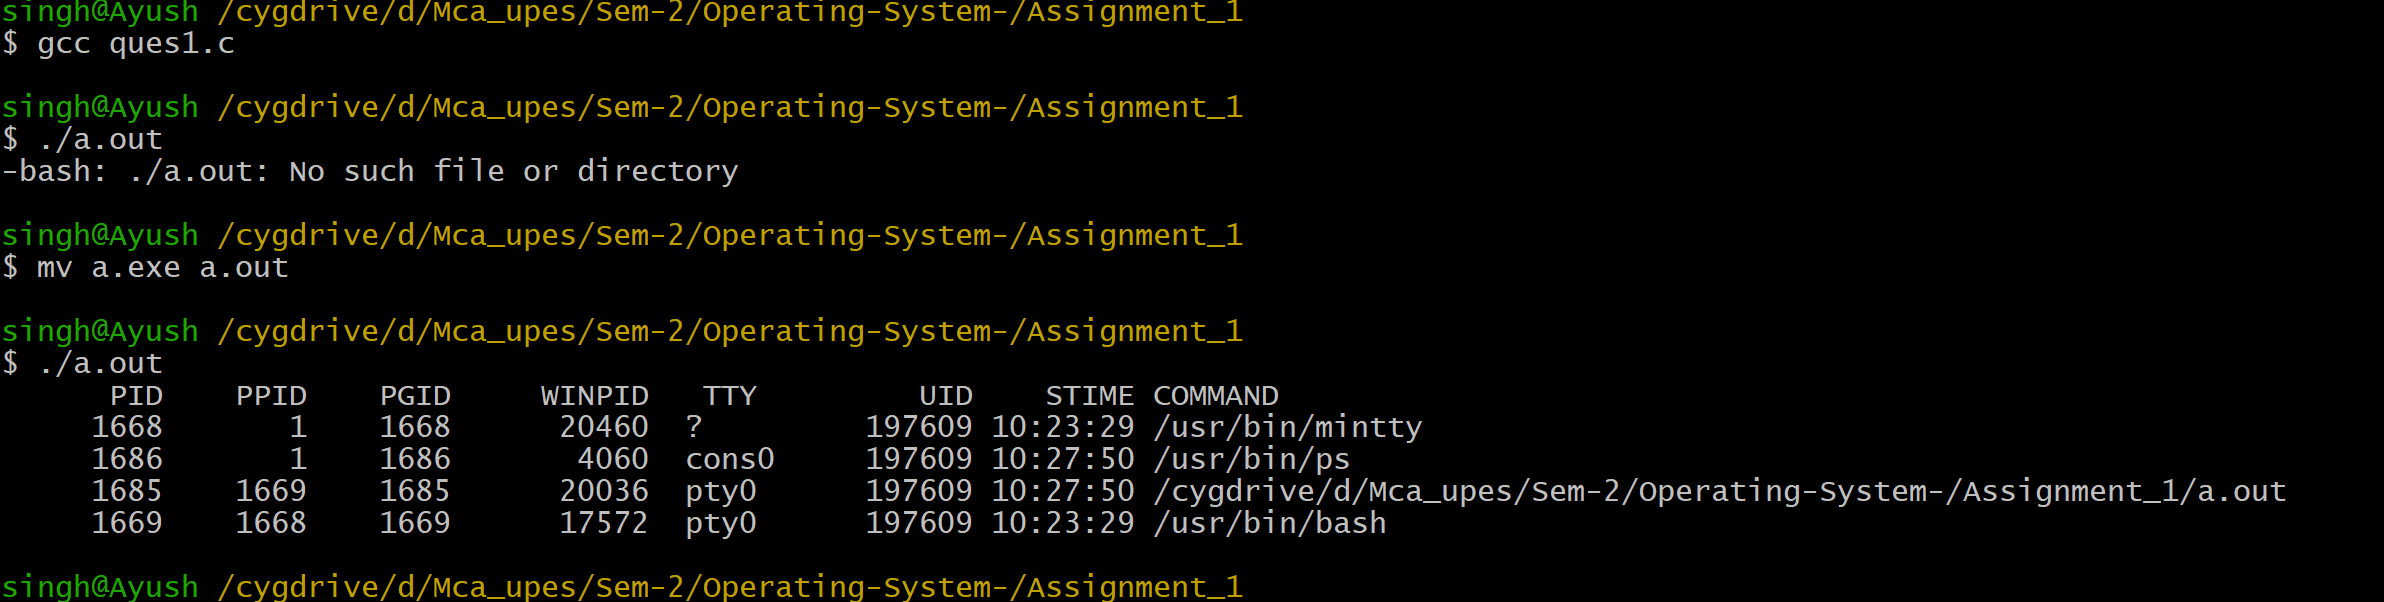 singh@Ayush /cygdrive/d/Mca_upes/Sem-2/Operating-System-/Assignment_1
$ gcc ques1.c
singh@Ayush /cygdrive/d/Mca_upes/Sem-2/Operating-System-/Assignment_1
$ ./a.out
-bash: ./a.out: No such file or directory
singh@Ayush /cygdrive/d/Mca_upes/Sem-2/Operating-System-/Assignment_1
$ mv a.exe a.out
singh@Ayush /cygdrive/d/Mca_upes/Sem-2/Operating-System-/Assignment_1
$ ./a.out
PID PPID PGID WINPID TTY UID STIME COMMAND
1668 1 1668 20460 ? 197609 10:23:29 /usr/bin/mintty
1686 1 1686 4060 cons0 197609 10:27:50 /usr/bin/ps
1685 1669 1685 20036 pty0 197609 10:27:50 /cygdrive/d/Mca_upes/Sem-2/Operating-System-/Assignment_1/a.out
1669 1668 1669 17572 pty0 197609 10:23:29 /usr/bin/bash
singh@Ayush /cygdrive/d/Mca_upes/Sem-2/Operating-System-/Assignment_1